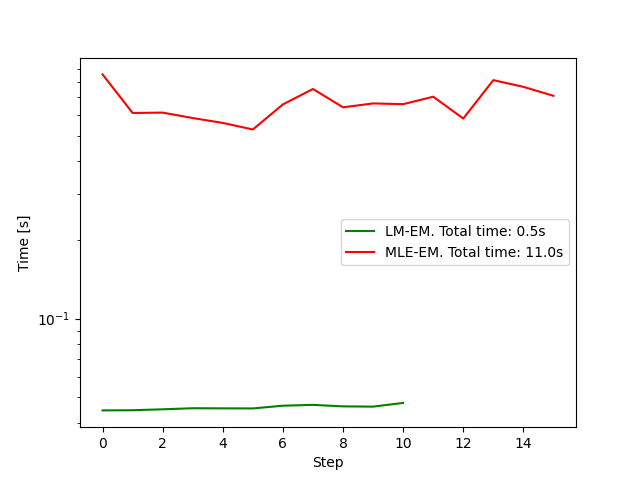 Time [s]
10⁻¹
LM-EM. Total time: 0.5s
MLE-EM. Total time: 11.0s
0 2 4 6 8 10 12 14
Step